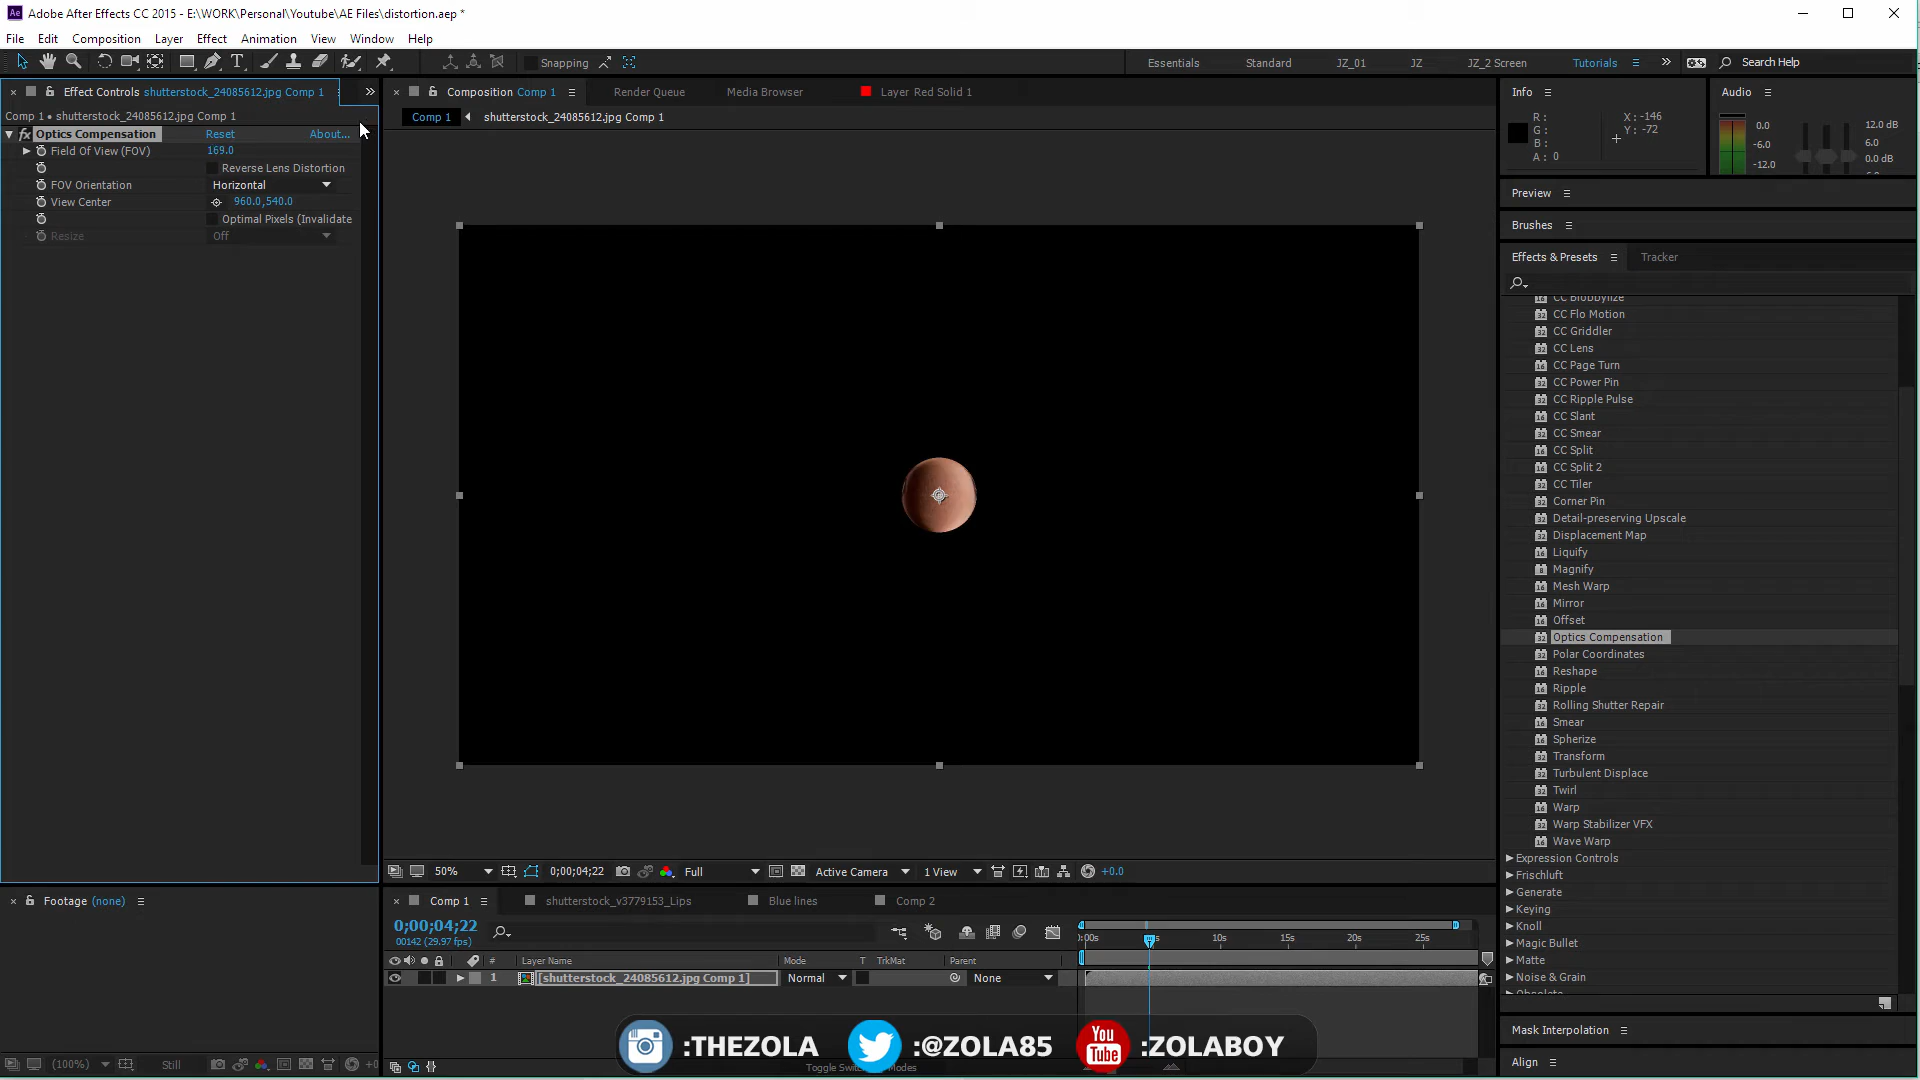 Adobe After Effects CC 2015 - E:\WORK\Personal\Youtube\AE Files\distortion.aep *
File Edit Composition Layer Effect Animation View Window Help
Snapping
Essentials Standard JZ_01 JZ JZ_2 Screen Tutorials Search Help
Effect Controls shutterstock_24085612.jpg Comp 1
Comp 1 • shutterstock_24085612.jpg Comp 1
fx Optics Compensation Reset About...
Field Of View (FOV) 169.0
Reverse Lens Distortion
FOV Orientation Horizontal
View Center 960.0,540.0
Optimal Pixels (Invalidate
Resize Off
Composition Comp 1 Render Queue Media Browser Layer Red Solid 1
Comp 1 shutterstock_24085612.jpg Comp 1
50% 0;00;04;22 Full Active Camera 1 View +0.0
Info
R: X: -146
G: Y: -72
B:
A: 0
Audio
0.0 12.0 dB
-6.0 6.0
-12.0 0.0 dB
Preview
Brushes
Effects & Presets Tracker
CC Blobbylize
CC Flo Motion
CC Griddler
CC Lens
CC Page Turn
CC Power Pin
CC Ripple Pulse
CC Slant
CC Smear
CC Split
CC Split 2
CC Tiler
Corner Pin
Detail-preserving Upscale
Displacement Map
Liquify
Magnify
Mesh Warp
Mirror
Offset
Optics Compensation
Polar Coordinates
Reshape
Ripple
Rolling Shutter Repair
Smear
Spherize
Transform
Turbulent Displace
Twirl
Warp
Warp Stabilizer VFX
Wave Warp
Expression Controls
Frischluft
Generate
Keying
Knoll
Magic Bullet
Matte
Noise & Grain
Mask Interpolation
Align
Footage (none)
(100%) Still +0
Comp 1 shutterstock_v3779153_Lips Blue lines Comp 2
0;00;04;22
00142 (29.97 fps)
# Layer Name Mode T TrkMat Parent
1 [shutterstock_24085612.jpg Comp 1] Normal None
10s 15s 20s 25s
:THEZOLA :@ZOLA85 You Tube :ZOLABOY